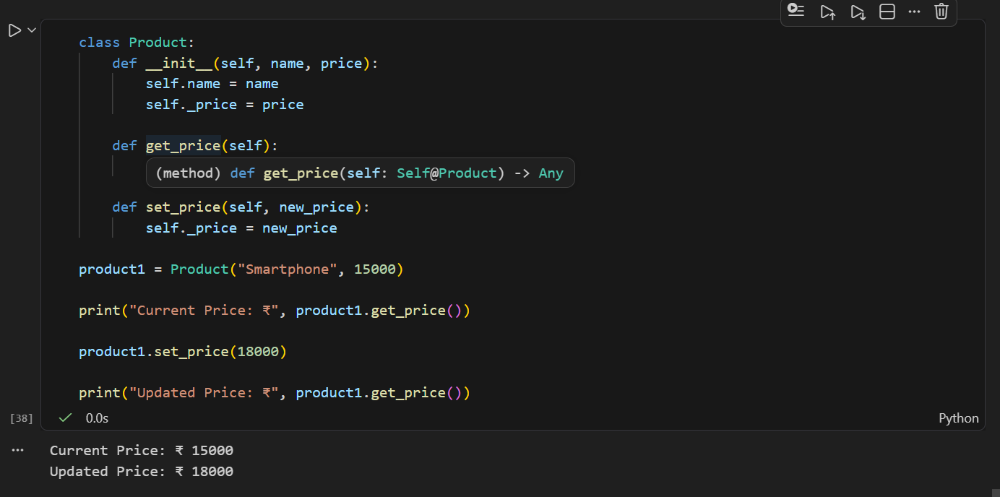 class Product:
    def __init__(self, name, price):
        self.name = name
        self._price = price
    def get_price(self):
(method) def get_price(self: Self@Product) -> Any
    def set_price(self, new_price):
        self._price = new_price
product1 = Product("Smartphone", 15000)
print("Current Price: ₹", product1.get_price())
product1.set_price(18000)
print("Updated Price: ₹", product1.get_price())
[38] 0.0s Python
Current Price: ₹ 15000
Updated Price: ₹ 18000